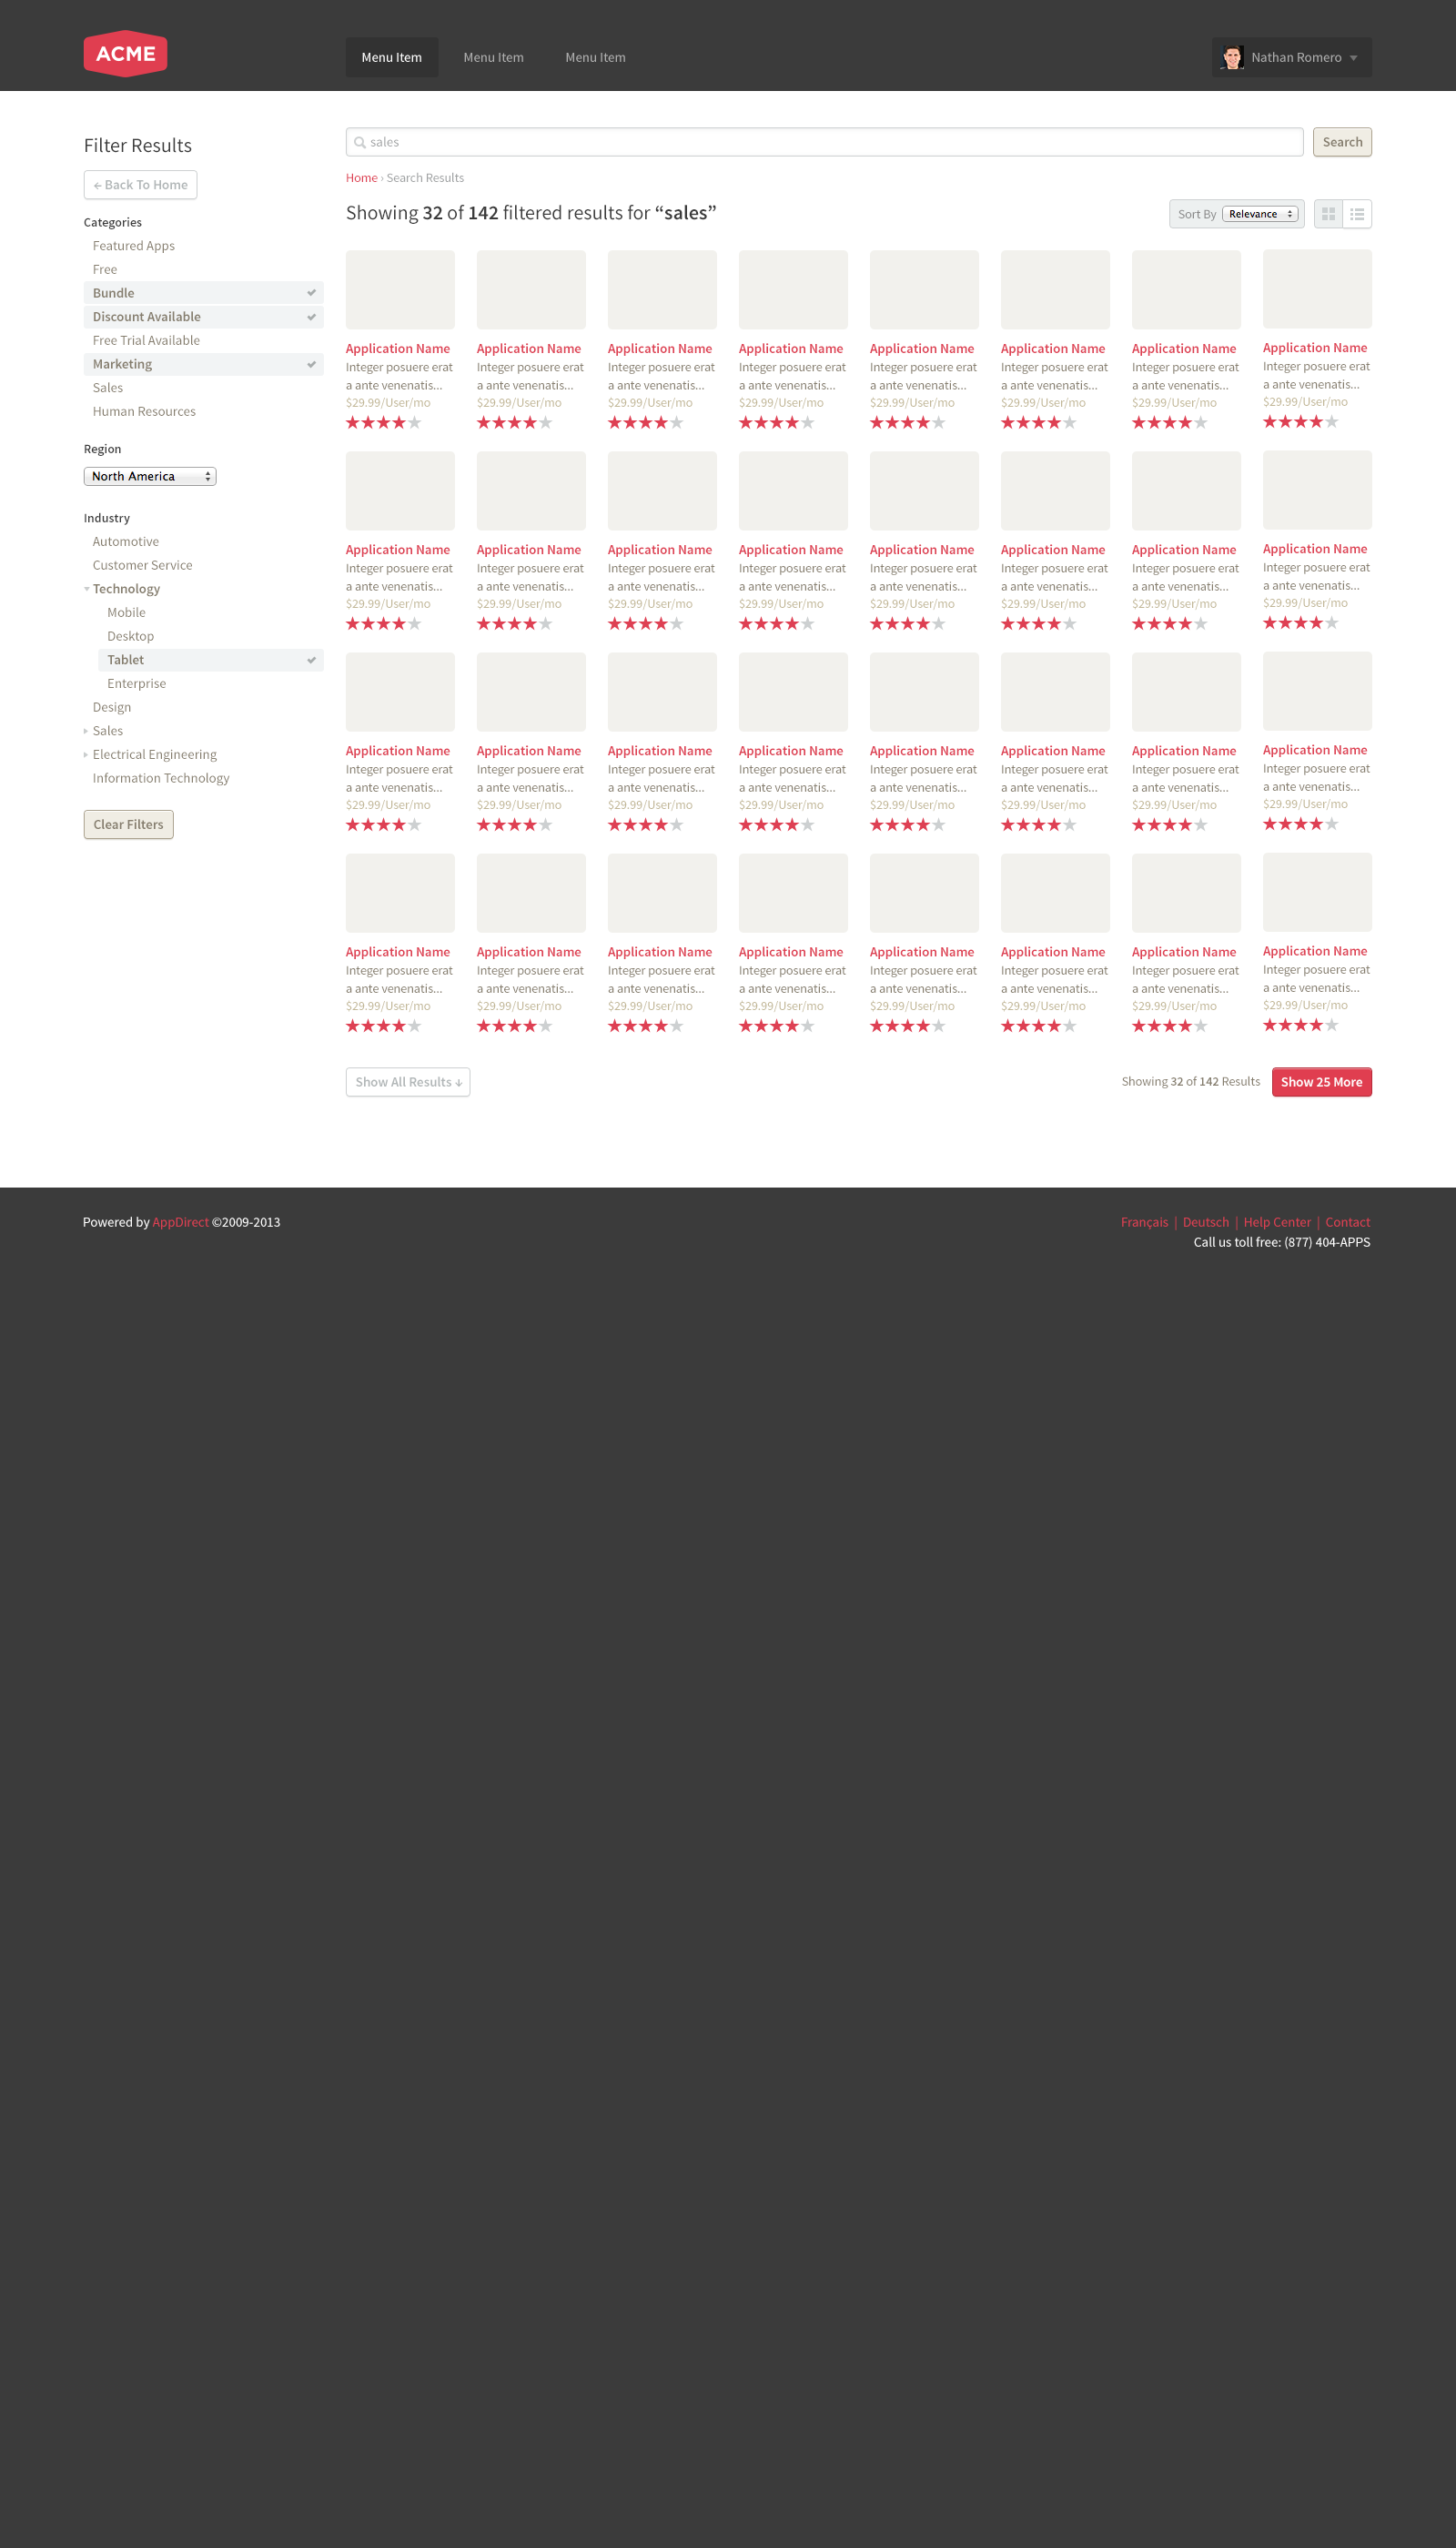 ACME
Menu Item Menu Item Menu Item
Nathan Romero
Filter Results
← Back To Home
Categories
Featured Apps
Free
Bundle
Discount Available
Free Trial Available
Marketing
Sales
Human Resources
Region
North America
Industry
Automotive
Customer Service
Technology
Mobile
Desktop
Tablet
Enterprise
Design
Sales
Electrical Engineering
Information Technology
Clear Filters
sales
Search
Home › Search Results
Showing 32 of 142 filtered results for “sales”
Sort By Relevance
Application Name Application Name Application Name Application Name Application Name Application Name Application Name Application Name
Integer posuere erat Integer posuere erat Integer posuere erat Integer posuere erat Integer posuere erat Integer posuere erat Integer posuere erat Integer posuere erat
a ante venenatis... a ante venenatis... a ante venenatis... a ante venenatis... a ante venenatis... a ante venenatis... a ante venenatis... a ante venenatis...
$29.99/User/mo $29.99/User/mo $29.99/User/mo $29.99/User/mo $29.99/User/mo $29.99/User/mo $29.99/User/mo $29.99/User/mo
Application Name Application Name Application Name Application Name Application Name Application Name Application Name Application Name
Integer posuere erat Integer posuere erat Integer posuere erat Integer posuere erat Integer posuere erat Integer posuere erat Integer posuere erat Integer posuere erat
a ante venenatis... a ante venenatis... a ante venenatis... a ante venenatis... a ante venenatis... a ante venenatis... a ante venenatis... a ante venenatis...
$29.99/User/mo $29.99/User/mo $29.99/User/mo $29.99/User/mo $29.99/User/mo $29.99/User/mo $29.99/User/mo $29.99/User/mo
Application Name Application Name Application Name Application Name Application Name Application Name Application Name Application Name
Integer posuere erat Integer posuere erat Integer posuere erat Integer posuere erat Integer posuere erat Integer posuere erat Integer posuere erat Integer posuere erat
a ante venenatis... a ante venenatis... a ante venenatis... a ante venenatis... a ante venenatis... a ante venenatis... a ante venenatis... a ante venenatis...
$29.99/User/mo $29.99/User/mo $29.99/User/mo $29.99/User/mo $29.99/User/mo $29.99/User/mo $29.99/User/mo $29.99/User/mo
Application Name Application Name Application Name Application Name Application Name Application Name Application Name Application Name
Integer posuere erat Integer posuere erat Integer posuere erat Integer posuere erat Integer posuere erat Integer posuere erat Integer posuere erat Integer posuere erat
a ante venenatis... a ante venenatis... a ante venenatis... a ante venenatis... a ante venenatis... a ante venenatis... a ante venenatis... a ante venenatis...
$29.99/User/mo $29.99/User/mo $29.99/User/mo $29.99/User/mo $29.99/User/mo $29.99/User/mo $29.99/User/mo $29.99/User/mo
Show All Results ↓
Showing 32 of 142 Results
Show 25 More
Powered by AppDirect ©2009-2013
Français | Deutsch | Help Center | Contact
Call us toll free: (877) 404-APPS